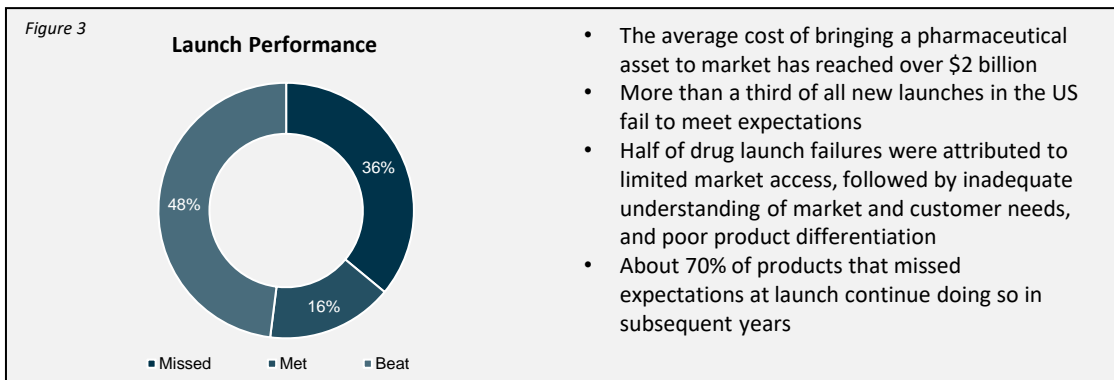 Figure 3
Launch Performance
36%
48%
16%
■ Missed ■ Met ■ Beat
• The average cost of bringing a pharmaceutical
asset to market has reached over $2 billion
• More than a third of all new launches in the US
fail to meet expectations
• Half of drug launch failures were attributed to
limited market access, followed by inadequate
understanding of market and customer needs,
and poor product differentiation
• About 70% of products that missed
expectations at launch continue doing so in
subsequent years